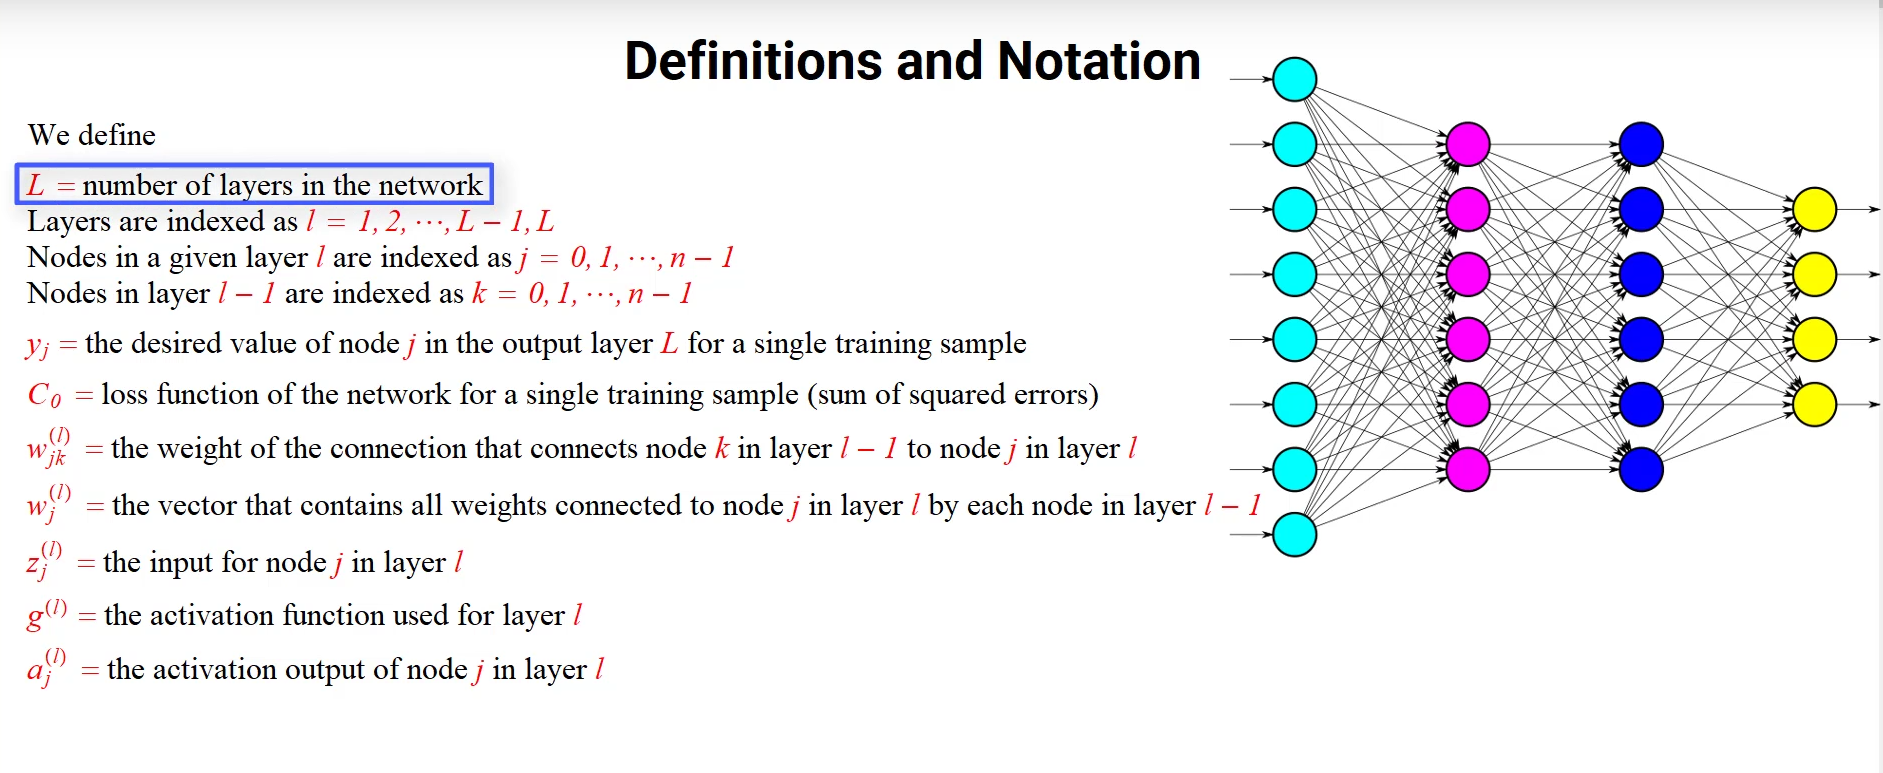 Definitions and Notation
We define
L = number of layers in the network
Layers are indexed as l = 1, 2, ⋯, L − 1, L
Nodes in a given layer l are indexed as j = 0, 1, ⋯, n − 1
Nodes in layer l − 1 are indexed as k = 0, 1, ⋯, n − 1
y_j = the desired value of node j in the output layer L for a single training sample
C_0 = loss function of the network for a single training sample (sum of squared errors)
w_{jk}^{(l)} = the weight of the connection that connects node k in layer l − 1 to node j in layer l
w_j^{(l)} = the vector that contains all weights connected to node j in layer l by each node in layer l − 1
z_j^{(l)} = the input for node j in layer l
g^{(l)} = the activation function used for layer l
a_j^{(l)} = the activation output of node j in layer l